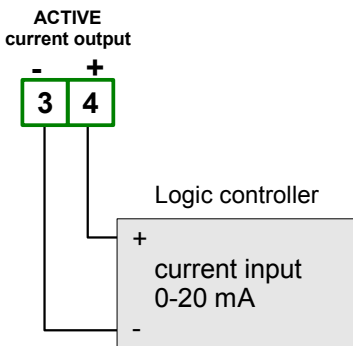 ACTIVE
current output
- +
3 4
Logic controller
+
current input
0-20 mA
-